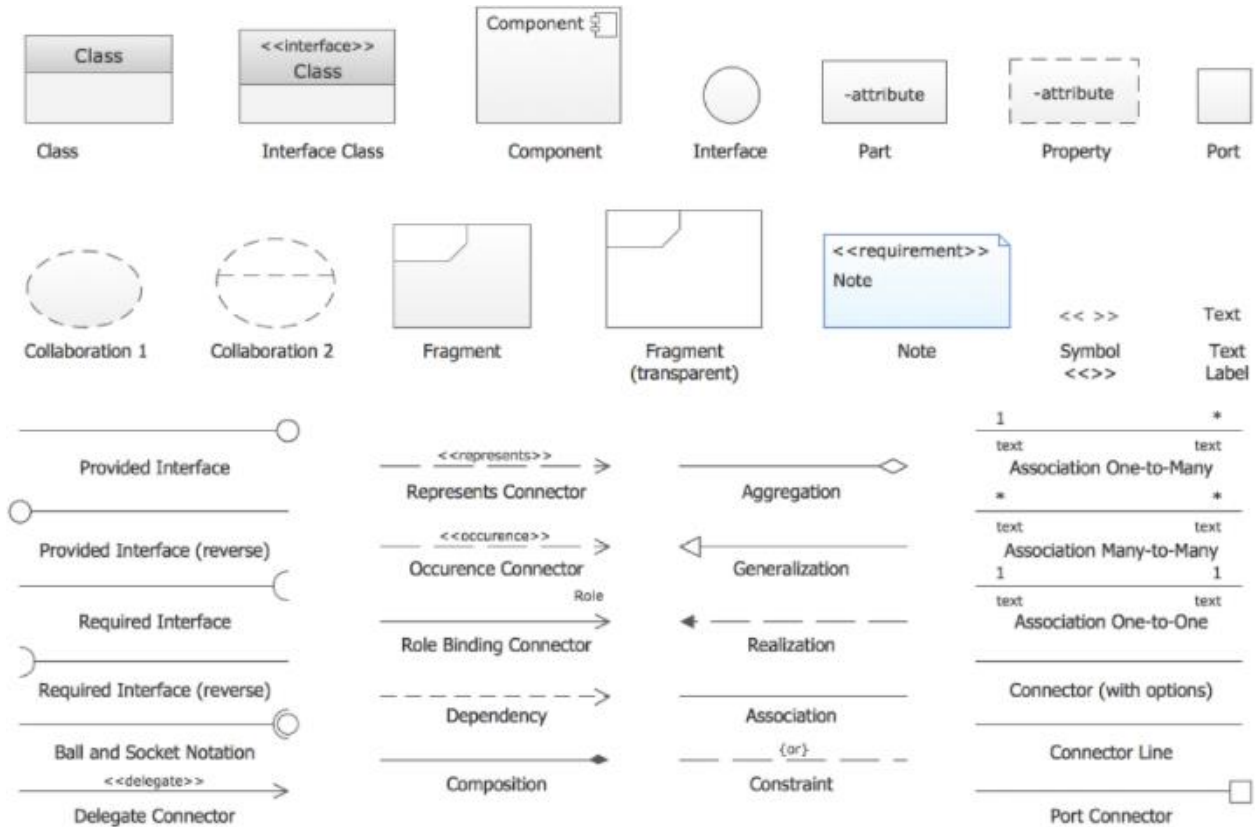 Class
<<interface>>
Class
Component
-attribute
-attribute
Class
Interface Class
Component
Interface
Part
Property
Port
<<requirement>>
Note
<< >>
Text
Collaboration 1
Collaboration 2
Fragment
Fragment
(transparent)
Note
Symbol
<<>>
Text
Label
Provided Interface
Provided Interface (reverse)
Required Interface
Required Interface (reverse)
Ball and Socket Notation
<<delegate>>
Delegate Connector
<<represents>>
Represents Connector
<<occurence>>
Occurence Connector
Role
Role Binding Connector
Dependency
Composition
Aggregation
Generalization
Realization
Association
{or}
Constraint
1 *
text text
Association One-to-Many
* *
text text
Association Many-to-Many
1 1
text text
Association One-to-One
Connector (with options)
Connector Line
Port Connector